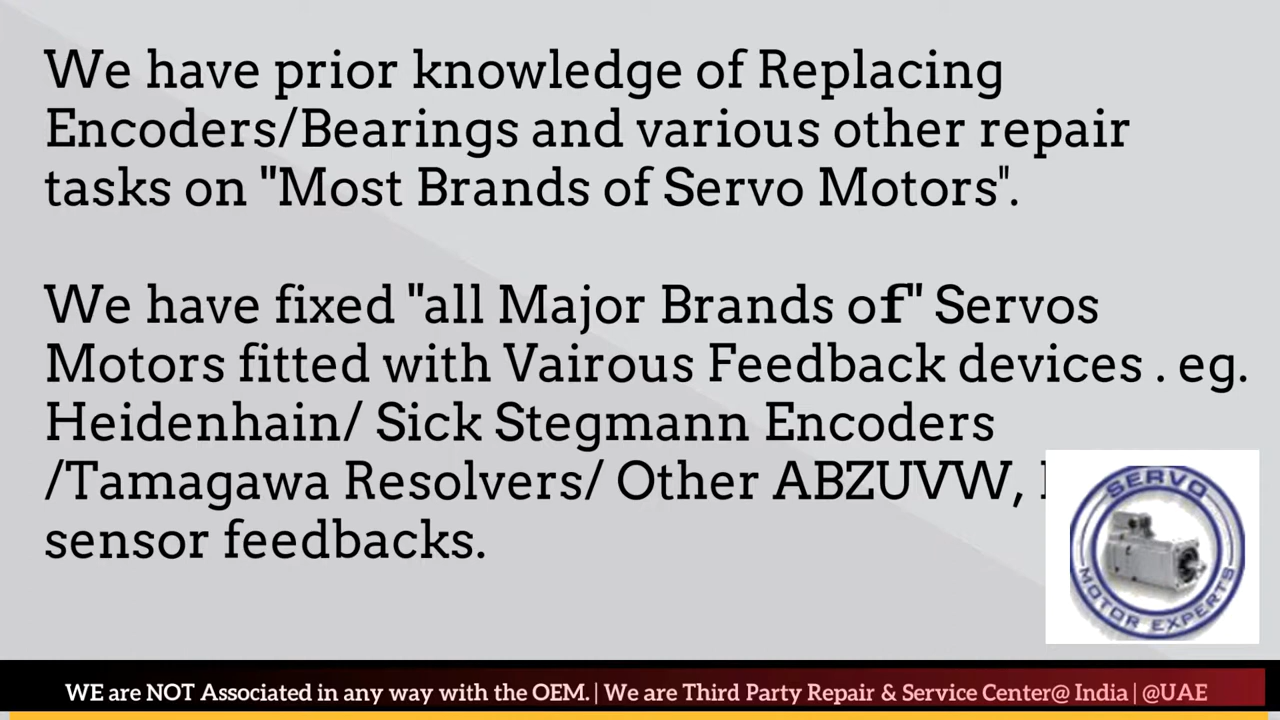 We have prior knowledge of Replacing
Encoders/Bearings and various other repair
tasks on "Most Brands of Servo Motors".
We have fixed "all Major Brands of" Servos
Motors fitted with Vairous Feedback devices . eg.
Heidenhain/ Sick Stegmann Encoders
/Tamagawa Resolvers/ Other ABZUVW,
sensor feedbacks.
SERVO
MOTOR EXPERTS
WE are NOT Associated in any way with the OEM. | We are Third Party Repair & Service Center@ India | @UAE